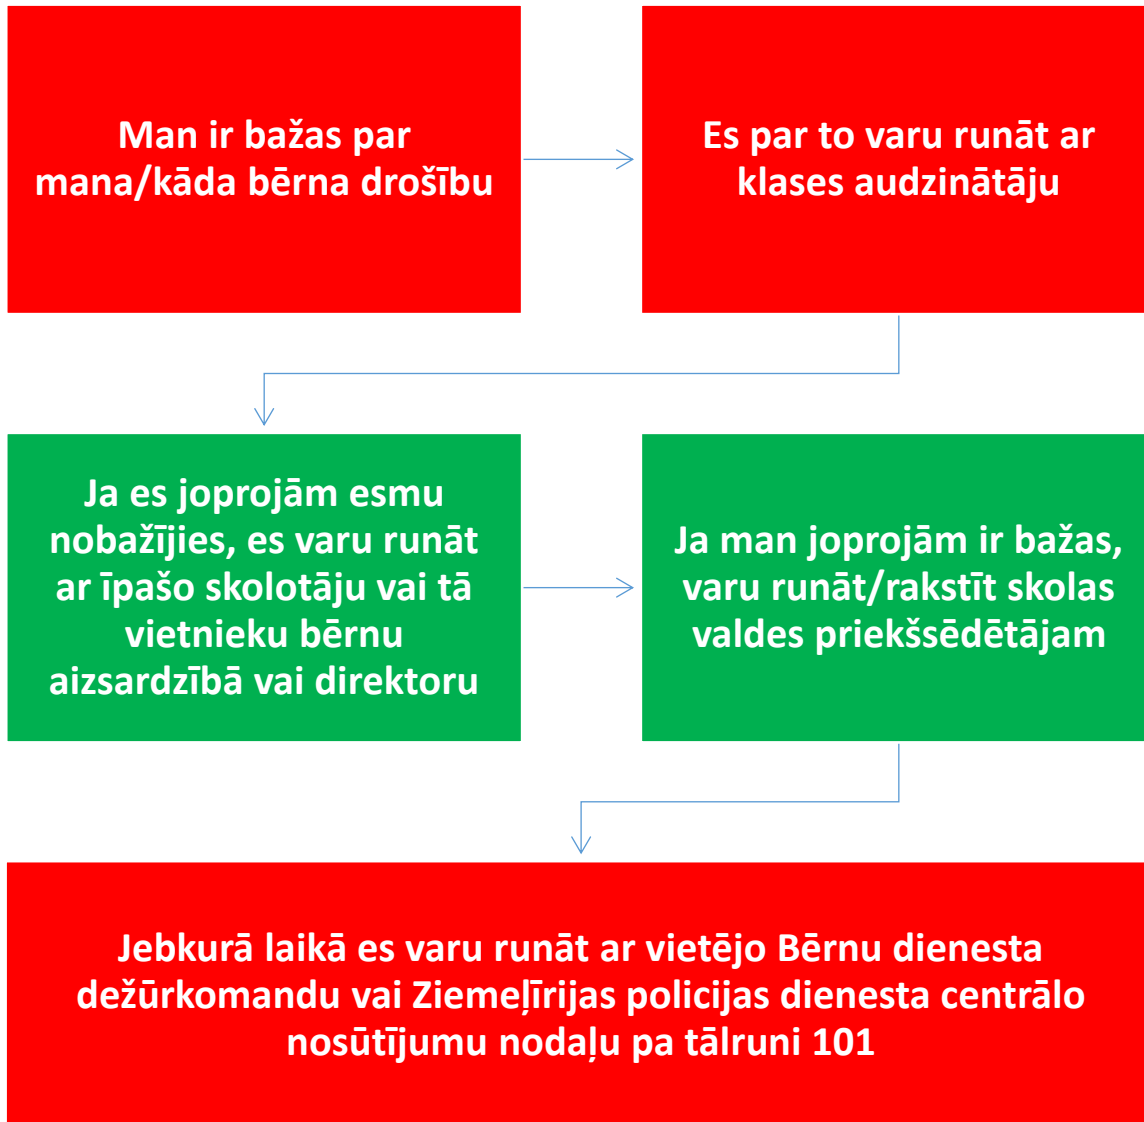 Man ir bažas par
mana/kāda bērna drošību
Es par to varu runāt ar
klases audzinātāju
Ja es joprojām esmu
nobažījies, es varu runāt
ar īpašo skolotāju vai tā
vietnieku bērnu
aizsardzībā vai direktoru
Ja man joprojām ir bažas,
varu runāt/rakstīt skolas
valdes priekšsēdētājam
Jebkurā laikā es varu runāt ar vietējo Bērnu dienesta
dežūrkomandu vai Ziemeļīrijas policijas dienesta centrālo
nosūtījumu nodaļu pa tālruni 101